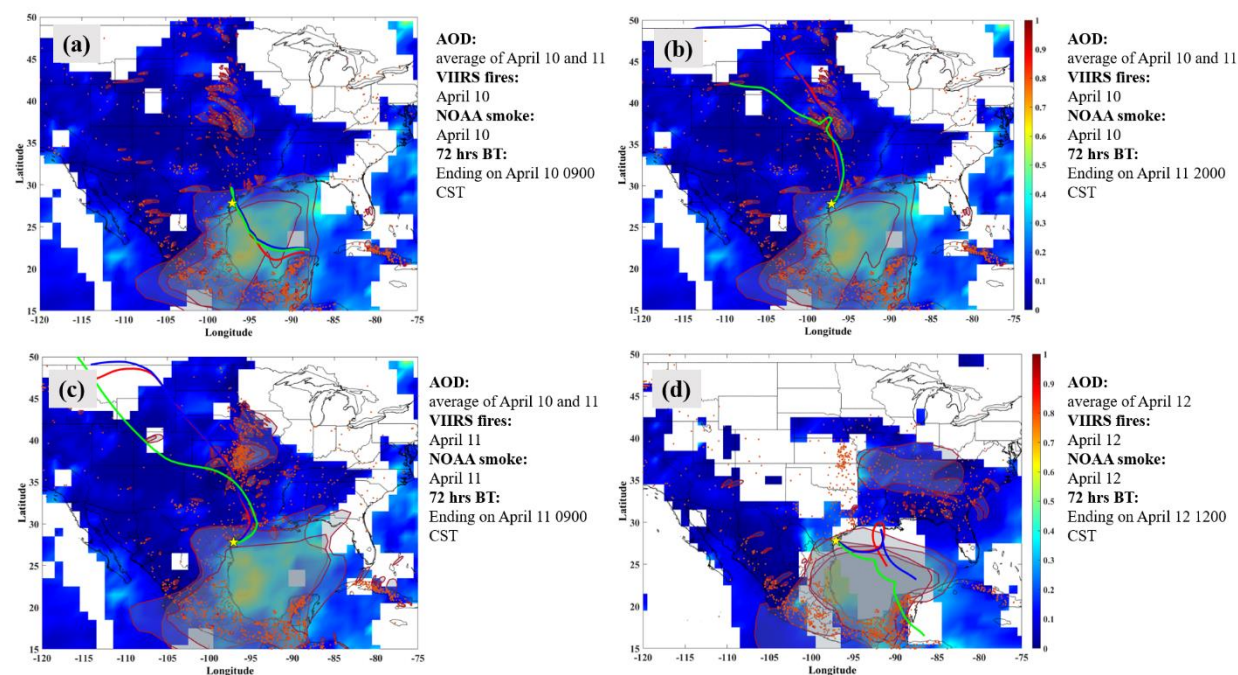 (a)
50
45
40
35
30
25
20
15
Latitude
-120 -115 -110 -105 -100 -95 -90 -85 -80 -75
Longitude
AOD:
average of April 10 and 11
VIIRS fires:
April 10
NOAA smoke:
April 10
72 hrs BT:
Ending on April 10 0900
CST
(b)
50
45
40
35
30
25
20
15
Latitude
-120 -115 -110 -105 -100 -95 -90 -85 -80 -75
Longitude
1
0.9
0.8
0.7
0.6
0.5
0.4
0.3
0.2
0.1
0
AOD:
average of April 10 and 11
VIIRS fires:
April 10
NOAA smoke:
April 10
72 hrs BT:
Ending on April 11 2000
CST
(c)
50
45
40
35
30
25
20
15
Latitude
-120 -115 -110 -105 -100 -95 -90 -85 -80 -75
Longitude
AOD:
average of April 10 and 11
VIIRS fires:
April 11
NOAA smoke:
April 11
72 hrs BT:
Ending on April 11 0900
CST
(d)
50
45
40
35
30
25
20
15
Latitude
-120 -115 -110 -105 -100 -95 -90 -85 -80 -75
Longitude
1
0.9
0.8
0.7
0.6
0.5
0.4
0.3
0.2
0.1
0
AOD:
average of April 12
VIIRS fires:
April 12
NOAA smoke:
April 12
72 hrs BT:
Ending on April 12 1200
CST